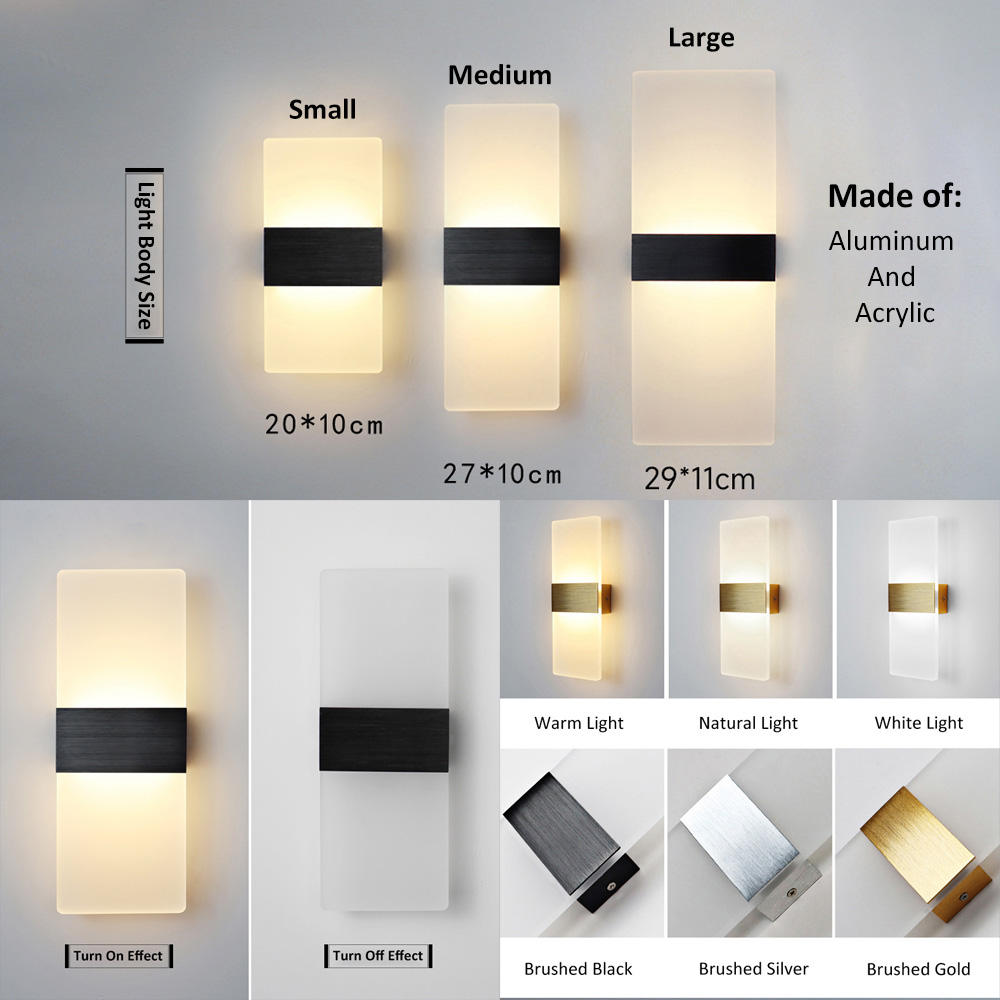 Large
Medium
Small
Light Body Size
Made of:
Aluminum
And
Acrylic
20*10cm
27*10cm
29*11cm
Warm Light
Natural Light
White Light
Turn On Effect
Turn Off Effect
Brushed Black
Brushed Silver
Brushed Gold